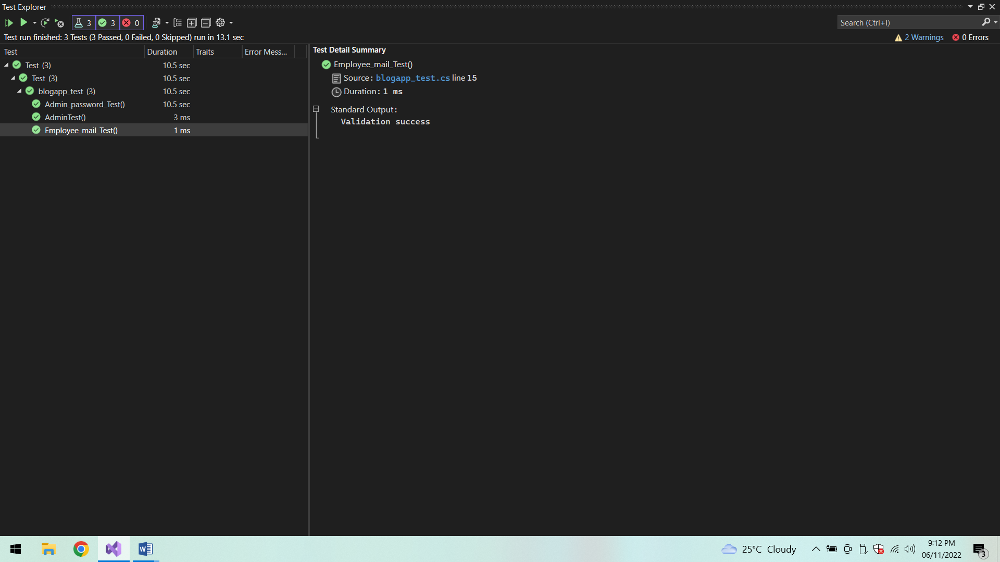 Test Explorer
3 3 0
Search (Ctrl+I)
Test run finished: 3 Tests (3 Passed, 0 Failed, 0 Skipped) run in 13.1 sec
2 Warnings 0 Errors
Test Duration Traits Error Mess...
Test (3) 10.5 sec
Test (3) 10.5 sec
blogapp_test (3) 10.5 sec
Admin_password_Test() 10.5 sec
AdminTest() 3 ms
Employee_mail_Test() 1 ms
Test Detail Summary
Employee_mail_Test()
Source: blogapp_test.cs line 15
Duration: 1 ms
Standard Output:
Validation success
W
25°C Cloudy
9:12 PM
06/11/2022
3